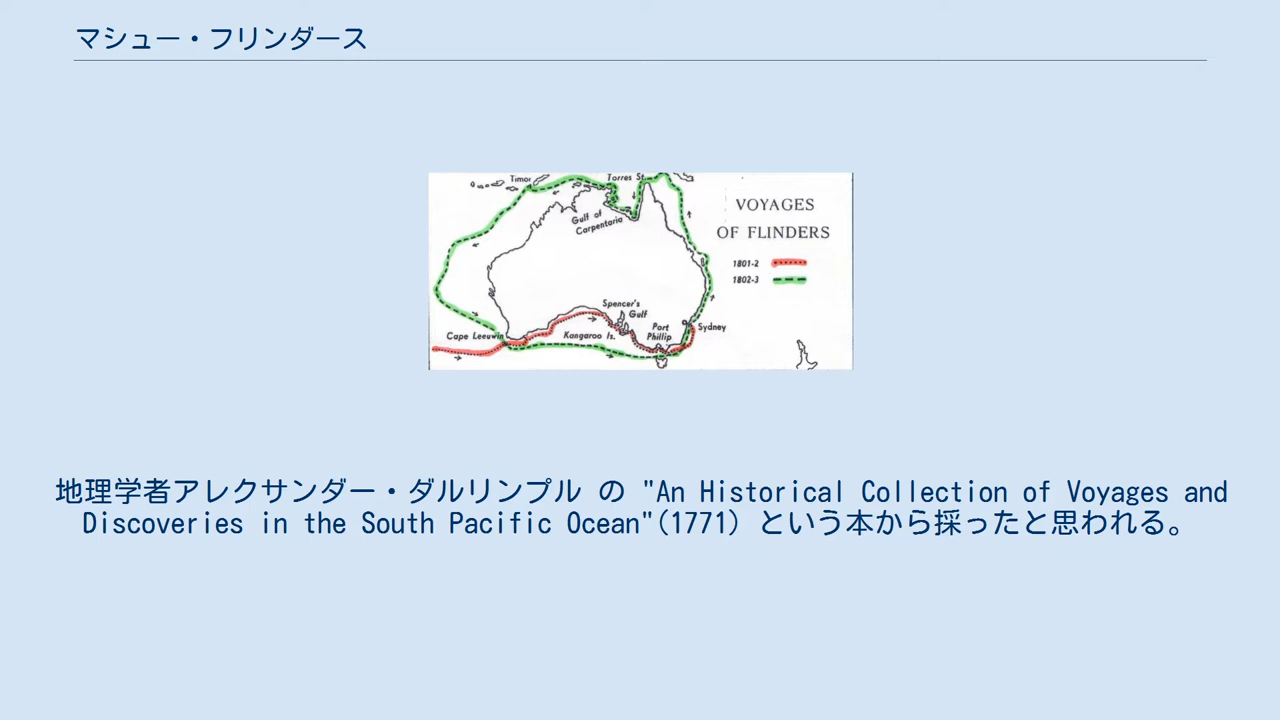 マシュー・フリンダース
Timor
Torres St.
Gulf of
Carpentaria
VOYAGES
OF FLINDERS
1801-2
1802-3
Spencer's
Gulf
Cape Leeuwin
Kangaroo Is.
Port
Phillip
Sydney
地理学者アレクサンダー・ダルリンプル の "An Historical Collection of Voyages and
Discoveries in the South Pacific Ocean"(1771) という本から採ったと思われる。